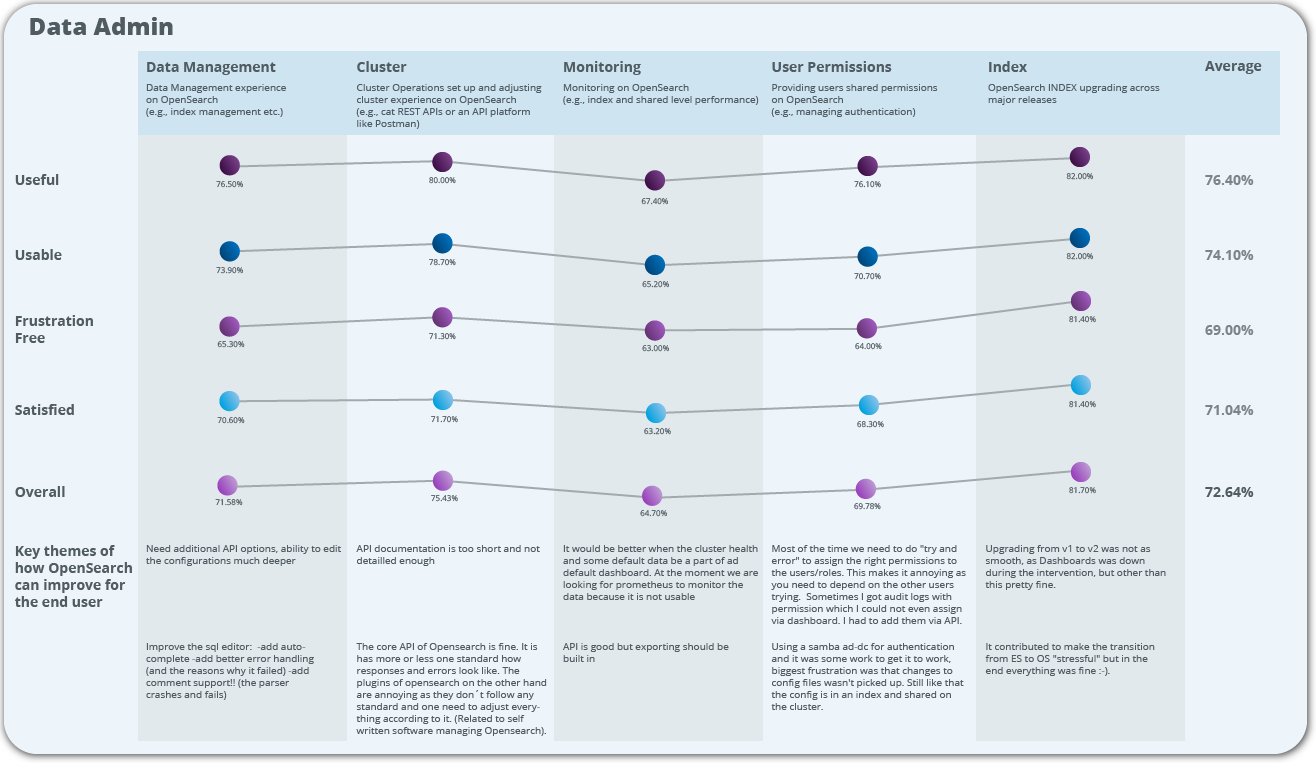 Data Admin
Data Management
Cluster
Monitoring
User Permissions
Index
Average
Data Management experience
on OpenSearch
(e.g., index management etc.)
Cluster Operations set up and adjusting
cluster experience on OpenSearch
(e.g., cat REST APIs or an API platform
like Postman)
Monitoring on OpenSearch
(e.g., index and shared level performance)
Providing users shared permissions
on OpenSearch
(e.g., managing authentication)
OpenSearch INDEX upgrading across
major releases
Useful
76.50%
80.00%
67.40%
76.10%
82.00%
76.40%
Usable
73.90%
78.70%
65.20%
70.70%
82.00%
74.10%
Frustration
Free
65.30%
71.30%
63.00%
64.00%
81.40%
69.00%
Satisfied
70.60%
71.70%
63.20%
68.30%
81.40%
71.04%
Overall
71.58%
75.43%
64.70%
69.78%
81.70%
72.64%
Key themes of
how OpenSearch
can improve for
the end user
Need additional API options, ability to edit
the configurations much deeper
API documentation is too short and not
detailled enough
It would be better when the cluster health
and some default data be a part of ad
default dashboard. At the moment we are
looking for prometheus to monitor the
data because it is not usable
Most of the time we need to do "try and
error" to assign the right permissions to
the users/roles. This makes it annoying as
you need to depend on the other users
trying.  Sometimes I got audit logs with
permission which I could not even assign
via dashboard. I had to add them via API.
Upgrading from v1 to v2 was not as
smooth, as Dashboards was down
during the intervention, but other than
this pretty fine.
Improve the sql editor:  -add auto-
complete -add better error handling
(and the reasons why it failed) -add
comment support!! (the parser
crashes and fails)
The core API of Opensearch is fine. It is
has more or less one standard how
responses and errors look like. The
plugins of opensearch on the other hand
are annoying as they don´t follow any
standard and one need to adjust every-
thing according to it. (Related to self
written software managing Opensearch).
API is good but exporting should be
built in
Using a samba ad-dc for authentication
and it was some work to get it to work,
biggest frustration was that changes to
config files wasn't picked up. Still like that
the config is in an index and shared on
the cluster.
It contributed to make the transition
from ES to OS "stressful" but in the
end everything was fine :-).